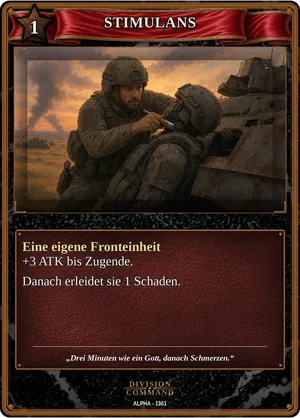 1
STIMULANS
Eine eigene Fronteinheit
+3 ATK bis Zugende.
Danach erleidet sie 1 Schaden.
„Drei Minuten wie ein Gott, danach Schmerzen.“
DIVISION
COMMAND
ALPHA - 1361